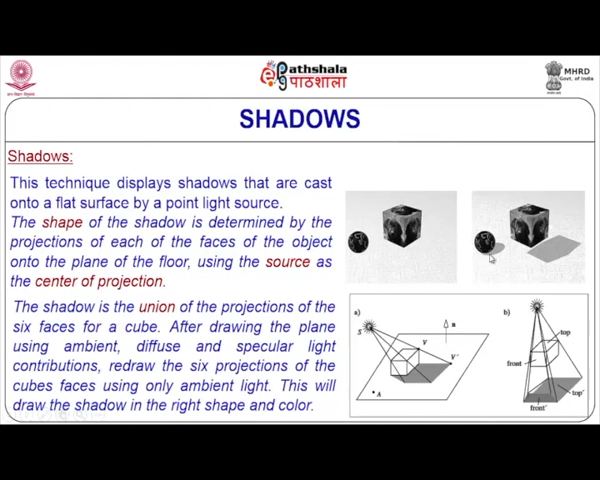 Pathshala
पाठशाला
MHRD
Govt. of India
SHADOWS
Shadows:
This technique displays shadows that are cast
onto a flat surface by a point light source.
The shape of the shadow is determined by the
projections of each of the faces of the object
onto the plane of the floor, using the source as
the center of projection.
The shadow is the union of the projections of the
six faces for a cube. After drawing the plane
using ambient, diffuse and specular light
contributions, redraw the six projections of the
cubes faces using only ambient light. This will
draw the shadow in the right shape and color.
a)
S
n
V
V'
A
b)
top
front
front'
top'